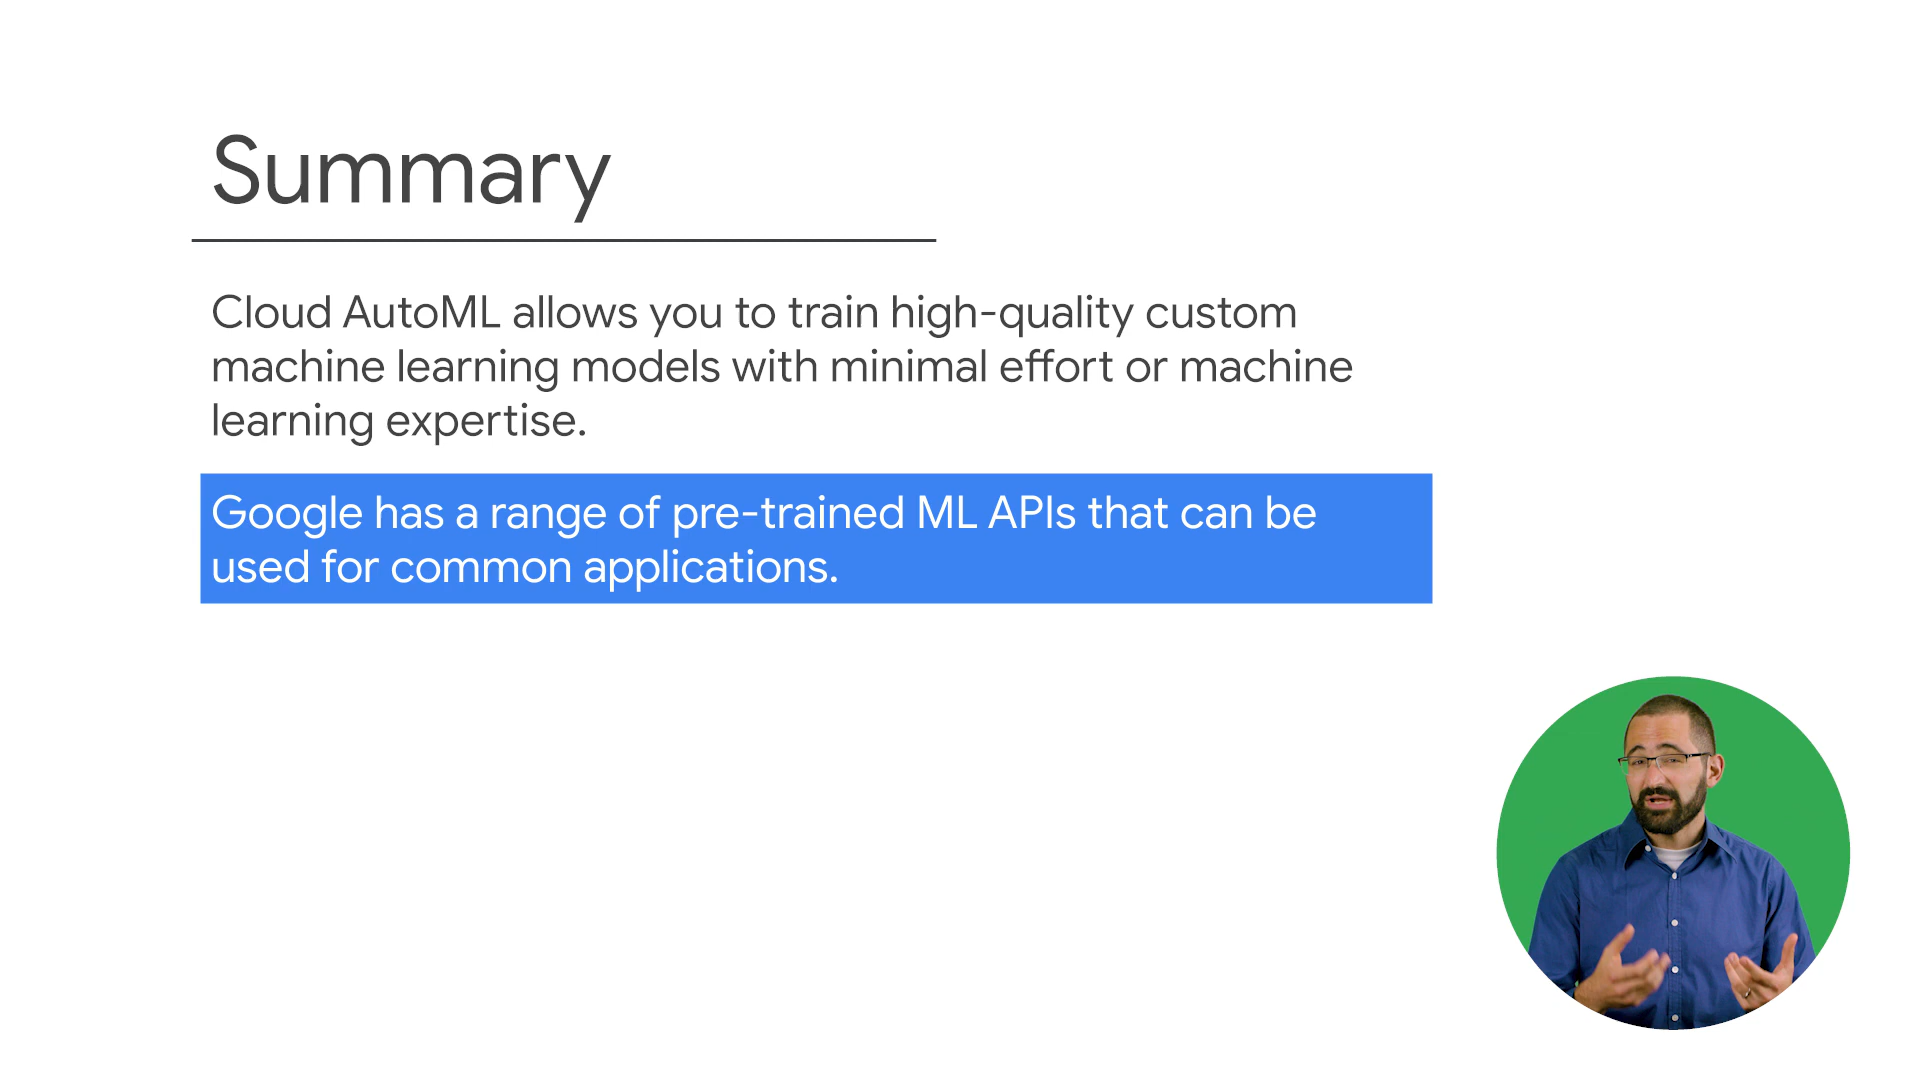 Summary
Cloud AutoML allows you to train high-quality custom
machine learning models with minimal effort or machine
learning expertise.
Google has a range of pre-trained ML APIs that can be
used for common applications.